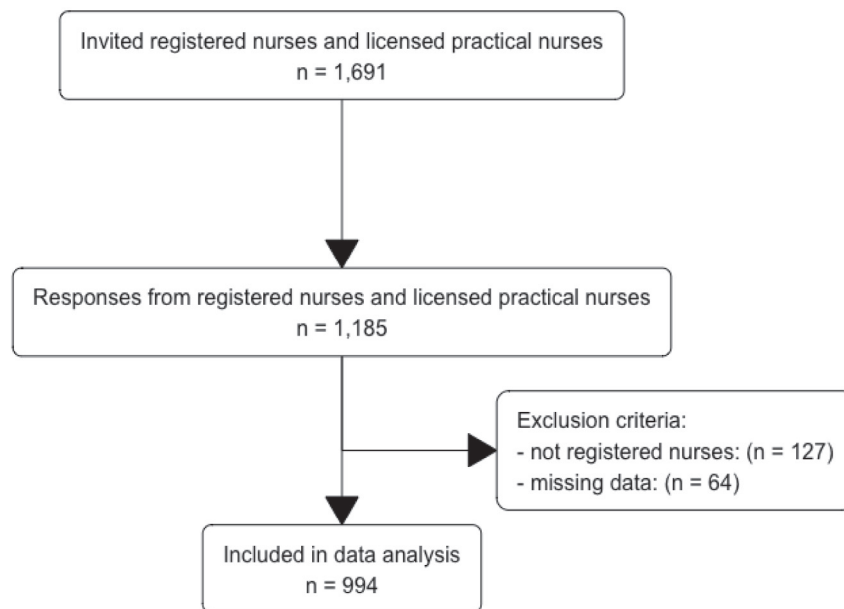 Invited registered nurses and licensed practical nurses
n = 1,691
Responses from registered nurses and licensed practical nurses
n = 1,185
Exclusion criteria:
- not registered nurses: (n = 127)
- missing data: (n = 64)
Included in data analysis
n = 994